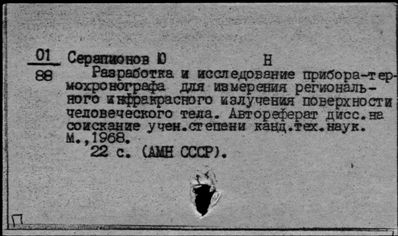 01 Серапионов Ю Н
88
Разработка и исследование прибора-тер-
мохронографа для измерения региональ-
ного инфракрасного излучения поверхности
человеческого тела. Автореферат дисс.на
соискание учен.степени канд.тех.наук.
М.,1968.
22 с. (АМН СССР).
П